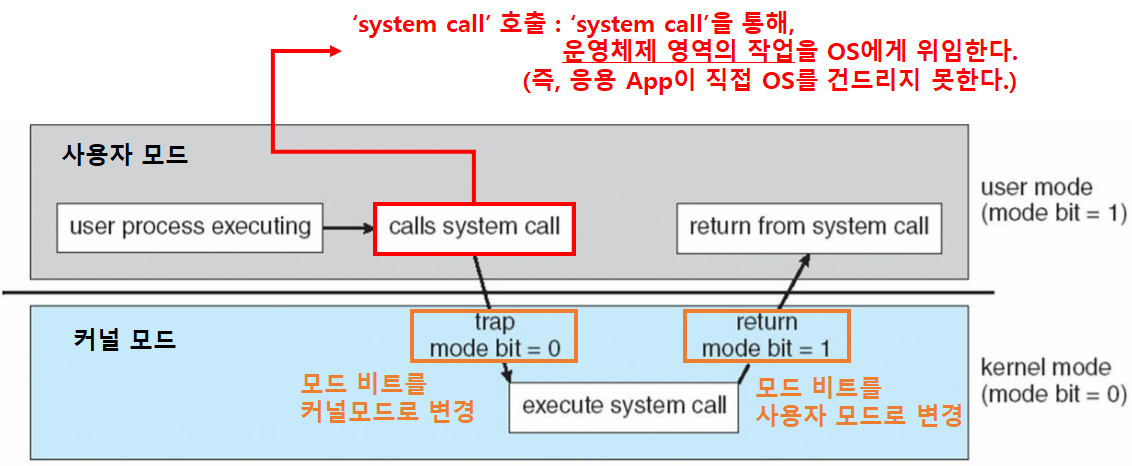 ‘system call’ 호출 : ‘system call’을 통해,
운영체제 영역의 작업을 OS에게 위임한다.
(즉, 응용 App이 직접 OS를 건드리지 못한다.)
사용자 모드
user process executing
calls system call
return from system call
user mode
(mode bit = 1)
커널 모드
trap
mode bit = 0
return
mode bit = 1
모드 비트를
커널모드로 변경
execute system call
모드 비트를
사용자 모드로 변경
kernel mode
(mode bit = 0)